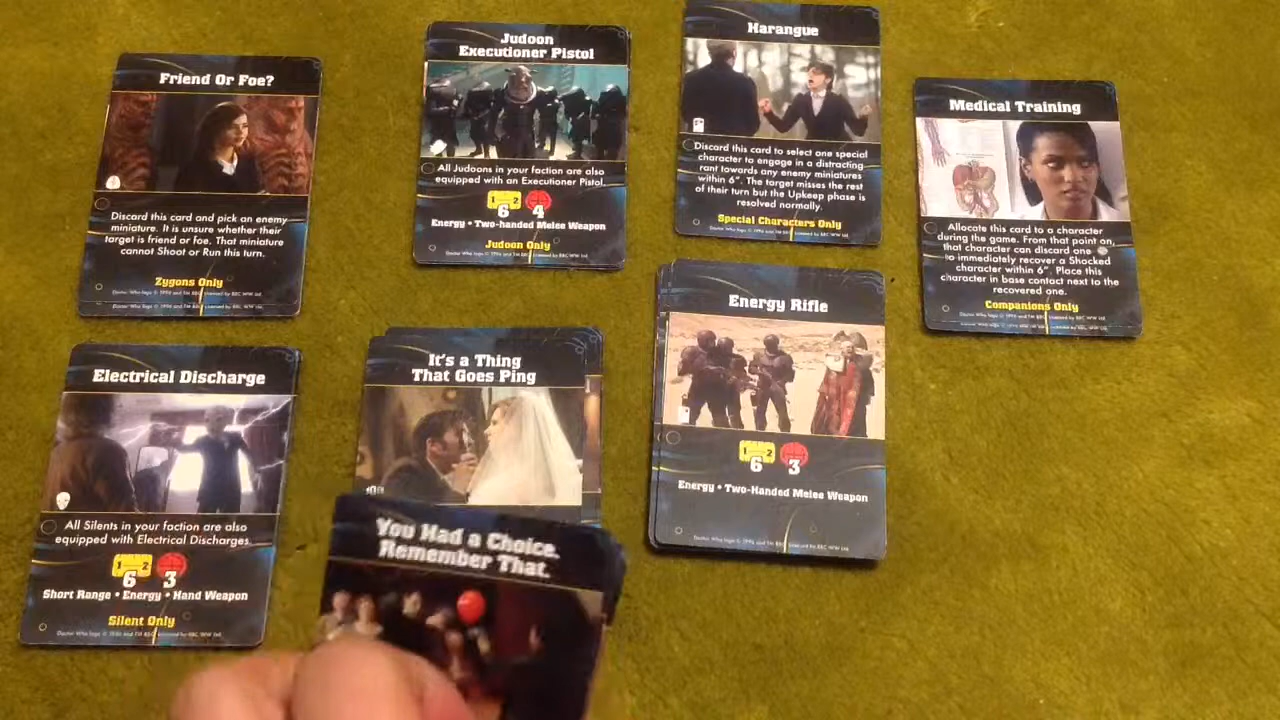 Friend Or Foe?
Discard this card and pick an enemy
miniature. It is unsure whether their
target is friend or foe. That miniature
cannot Shoot or Run this turn.
Zygons Only
Judoon
Executioner Pistol
All Judoons in your faction are also
equipped with an Executioner Pistol.
1 2
6 4
Energy • Two-handed Melee Weapon
Judoon Only
Harangue
Discard this card to select one special
character to engage in a distracting
rant towards any enemy miniatures
within 6". The target misses the rest
of their turn but the Upkeep phase is
resolved normally.
Special Characters Only
Medical Training
Allocate this card to a character
during the game. From that point on,
that character can discard one
to immediately recover a Shocked
character within 6". Place this
character in base contact next to the
recovered one.
Companions Only
Electrical Discharge
All Silents in your faction are also
equipped with Electrical Discharges.
1 2
6 3
Short Range • Energy • Hand Weapon
Silent Only
It's a Thing
That Goes Ping
Energy Rifle
1 2
6 3
Energy • Two-Handed Melee Weapon
You Had a Choice.
Remember That.